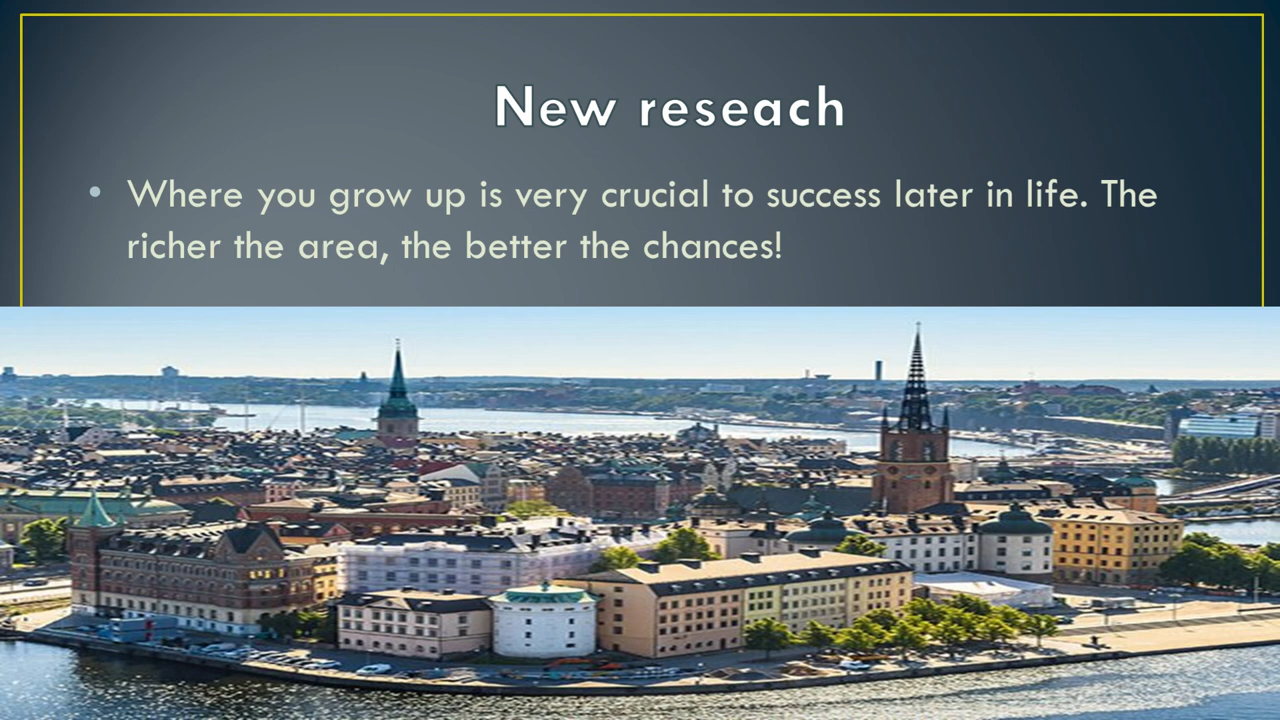 New reseach
• Where you grow up is very crucial to success later in life. The
richer the area, the better the chances!